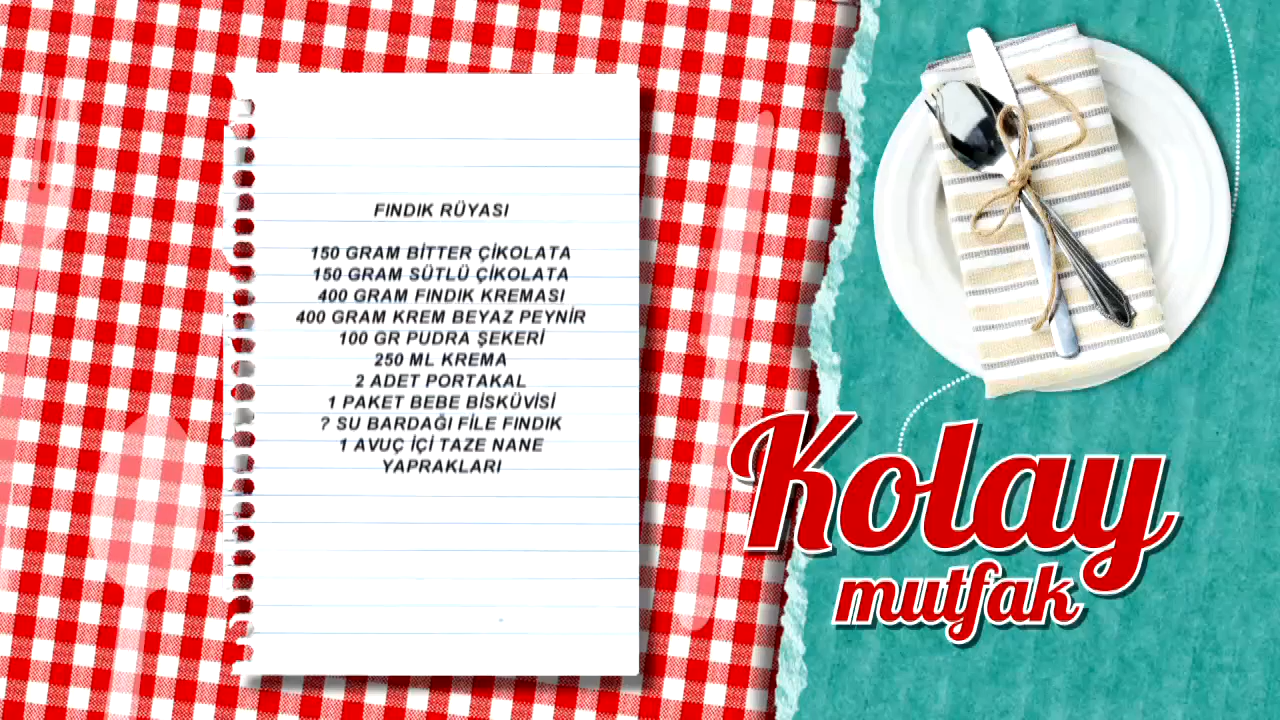 FINDIK RÜYASI
150 GRAM BİTTER ÇİKOLATA
150 GRAM SÜTLÜ ÇİKOLATA
400 GRAM FINDIK KREMASI
400 GRAM KREM BEYAZ PEYNİR
100 GR PUDRA ŞEKERİ
250 ML KREMA
2 ADET PORTAKAL
1 PAKET BEBE BİSKÜVİSİ
? SU BARDAĞI FİLE FINDIK
1 AVUÇ İÇİ TAZE NANE
YAPRAKLARI
Kolay
mutfak